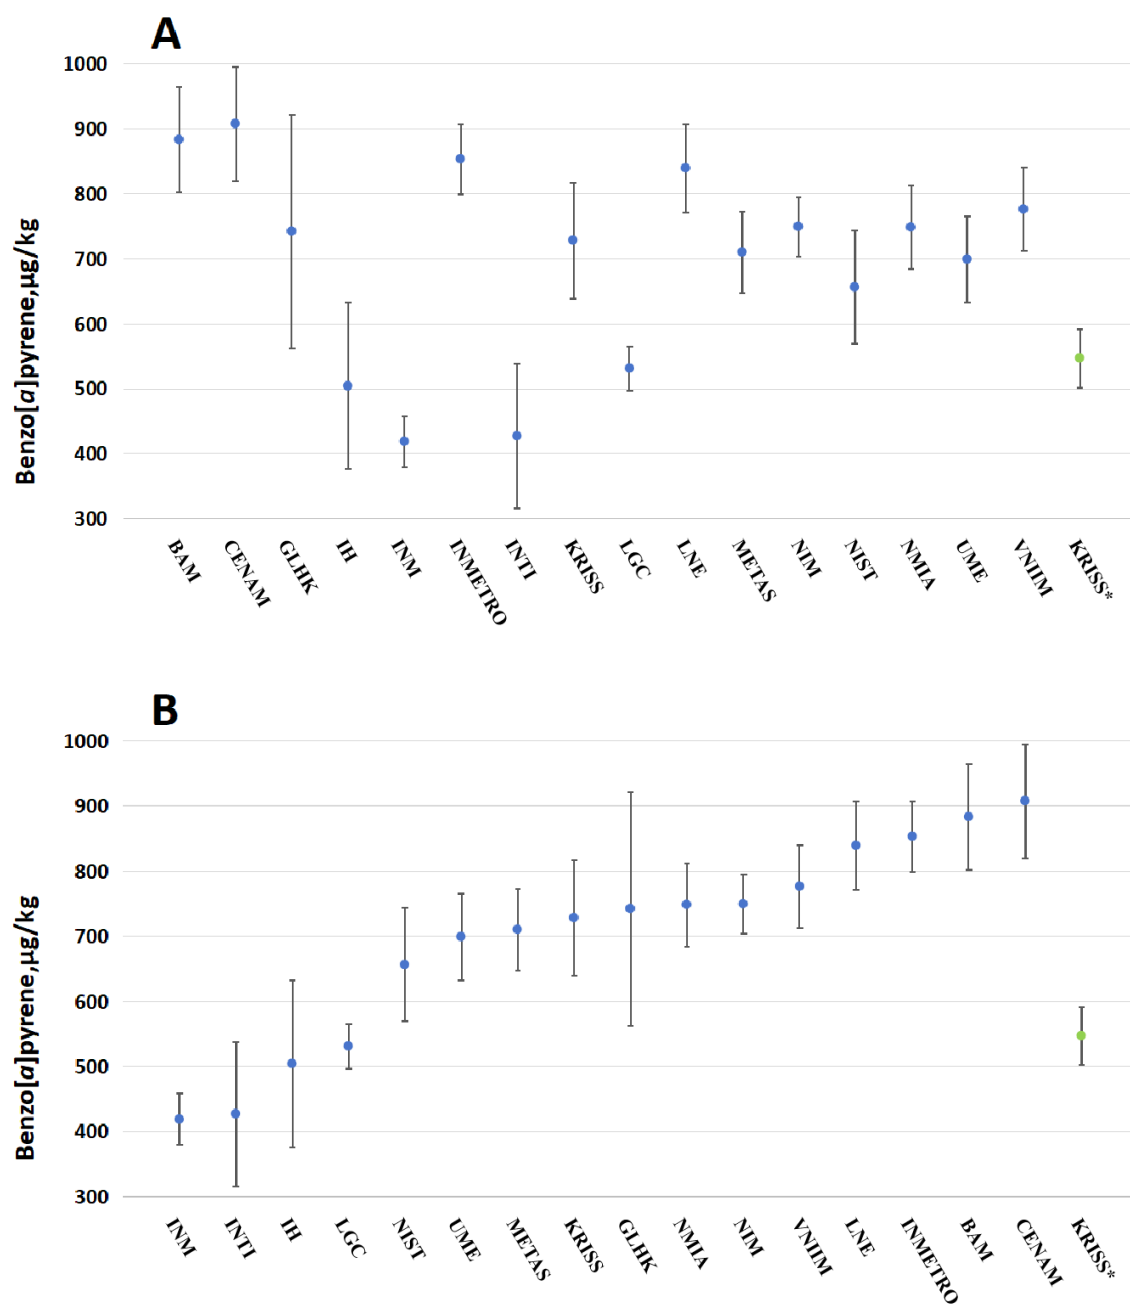 A
1000
900
800
700
600
500
400
300
Benzo[a]pyrene,µg/kg
BAM
CENAM
GLHK
IH
INM
INMETRO
INTI
KRISS
LGC
LNE
METAS
NIM
NIST
NMIA
UME
VNIIM
KRISS*
B
1000
900
800
700
600
500
400
300
Benzo[a]pyrene,µg/kg
INM
INTI
IH
LGC
NIST
UME
METAS
KRISS
GLHK
NMIA
NIM
VNIIM
LNE
INMETRO
BAM
CENAM
KRISS*